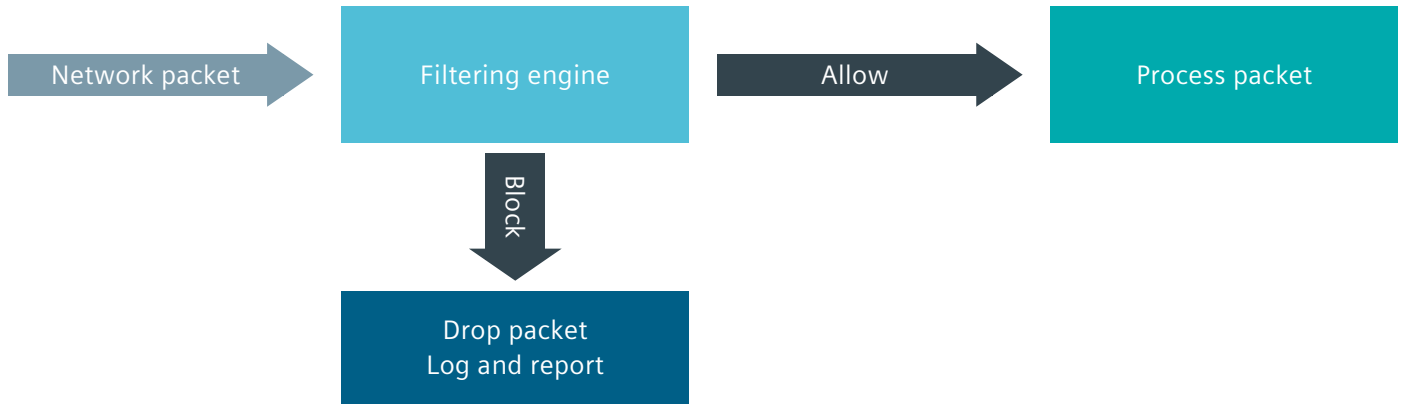 Network packet
Filtering engine
Allow
Process packet
Block
Drop packet
Log and report